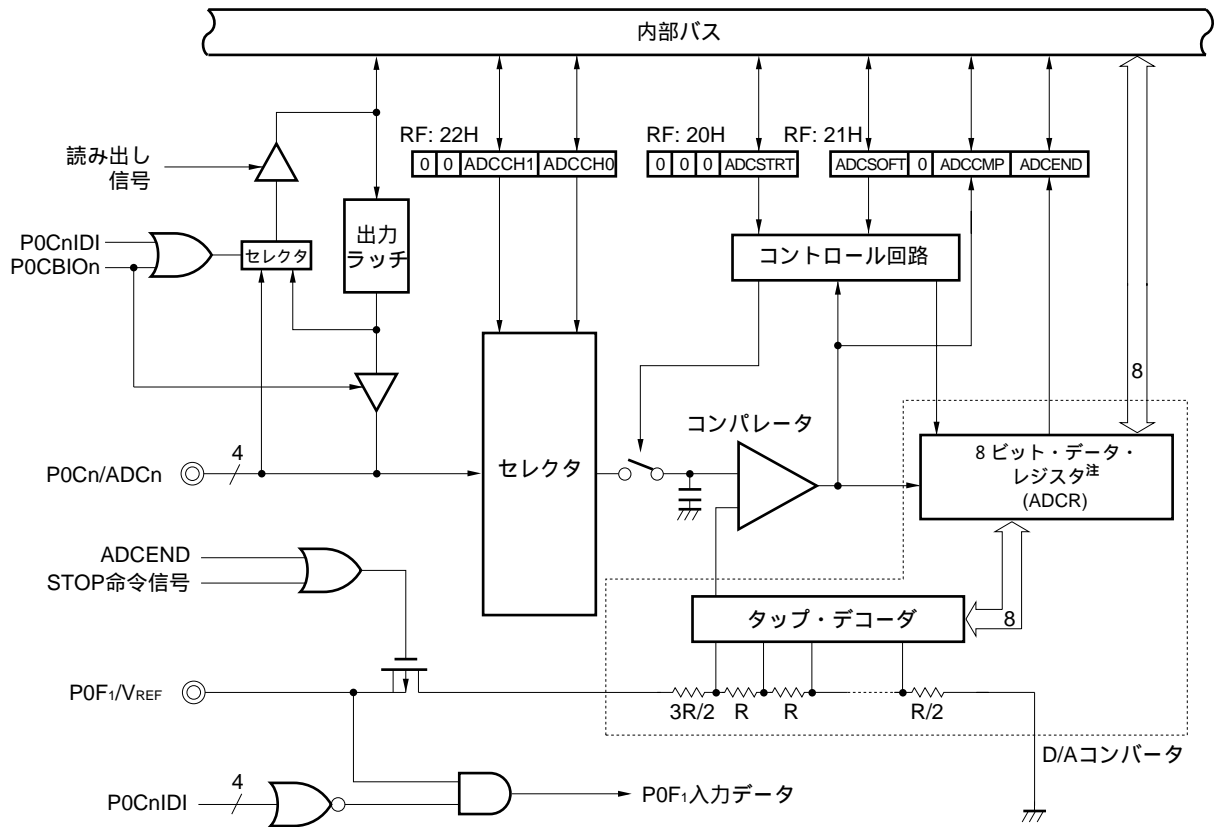 内部バス
RF: 22H
RF: 20H
RF: 21H
読み出し
信号
0 0 ADCCH1 ADCCH0
0 0 0 ADCSTRT
ADCSOFT 0 ADCCMP ADCEND
P0CnIDI
P0CBIOn
セレクタ
出力
ラッチ
コントロール回路
8
コンパレータ
P0Cn/ADCn
4
セレクタ
8 ビット・データ・
レジスタ注
(ADCR)
ADCEND
STOP命令信号
タップ・デコーダ
8
P0F1/VREF
3R/2
R
R
R/2
D/Aコンバータ
P0CnIDI
4
P0F1入力データ